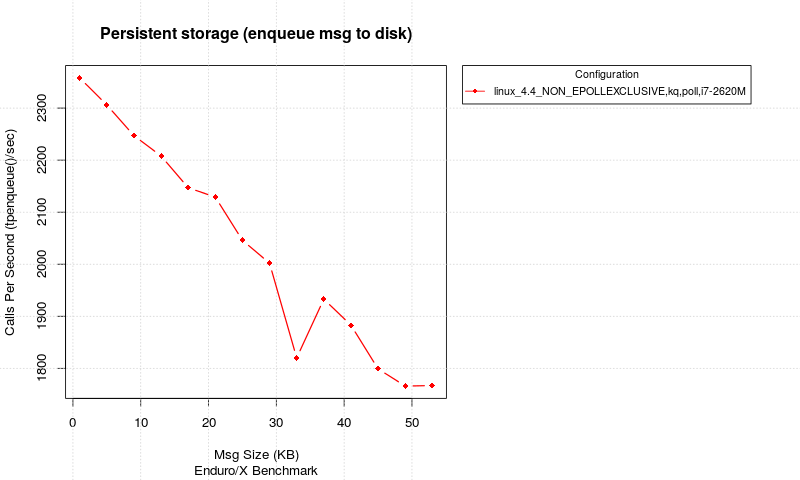 Persistent storage (enqueue msg to disk)
Configuration
linux_4.4_NON_EPOLLEXCLUSIVE,kq,poll,i7-2620M
Calls Per Second (tpenqueue()/sec)
2300
2200
2100
2000
1900
1800
0 10 20 30 40 50
Msg Size (KB)
Enduro/X Benchmark